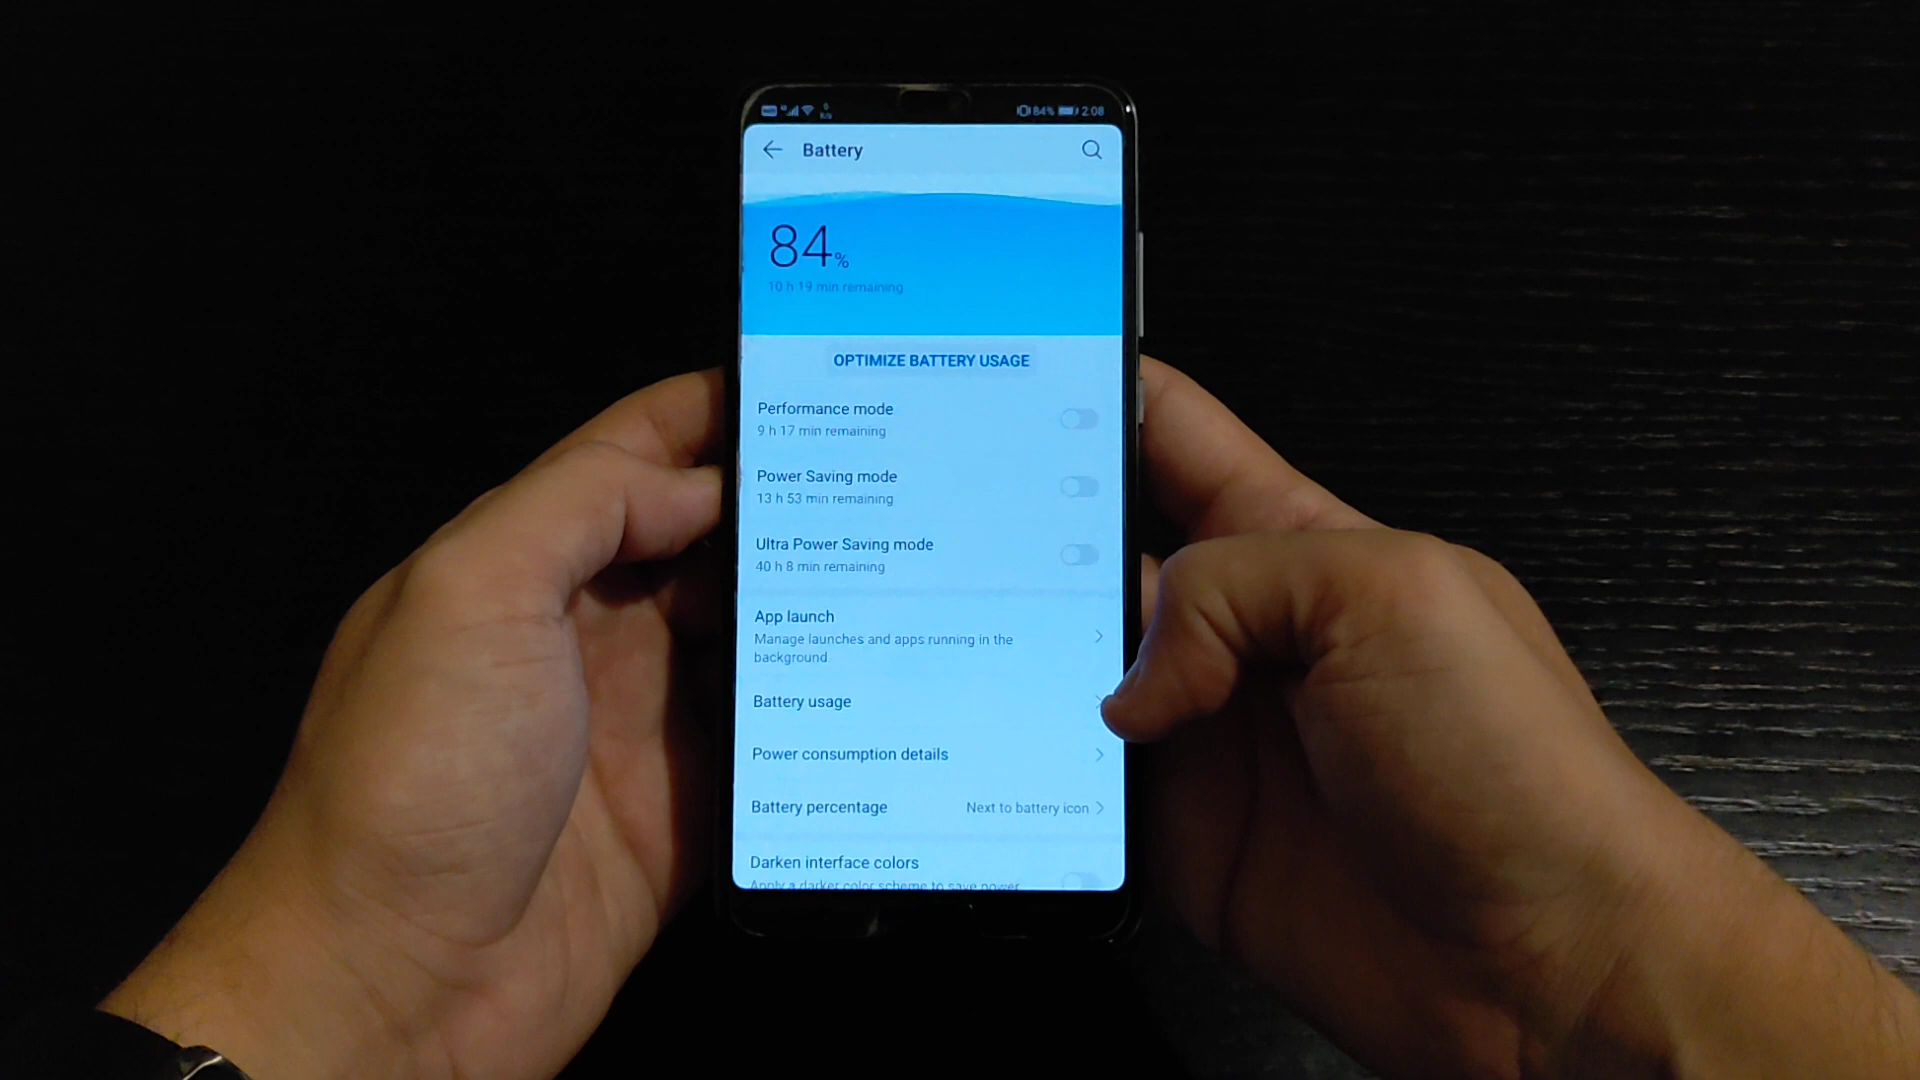 84% 2:08
Battery
84%
10 h 19 min remaining
OPTIMIZE BATTERY USAGE
Performance mode
9 h 17 min remaining
Power Saving mode
13 h 53 min remaining
Ultra Power Saving mode
40 h 8 min remaining
App launch
Manage launches and apps running in the
background
Battery usage
Power consumption details
Battery percentage Next to battery icon
Darken interface colors
Apply a darker color scheme to save power